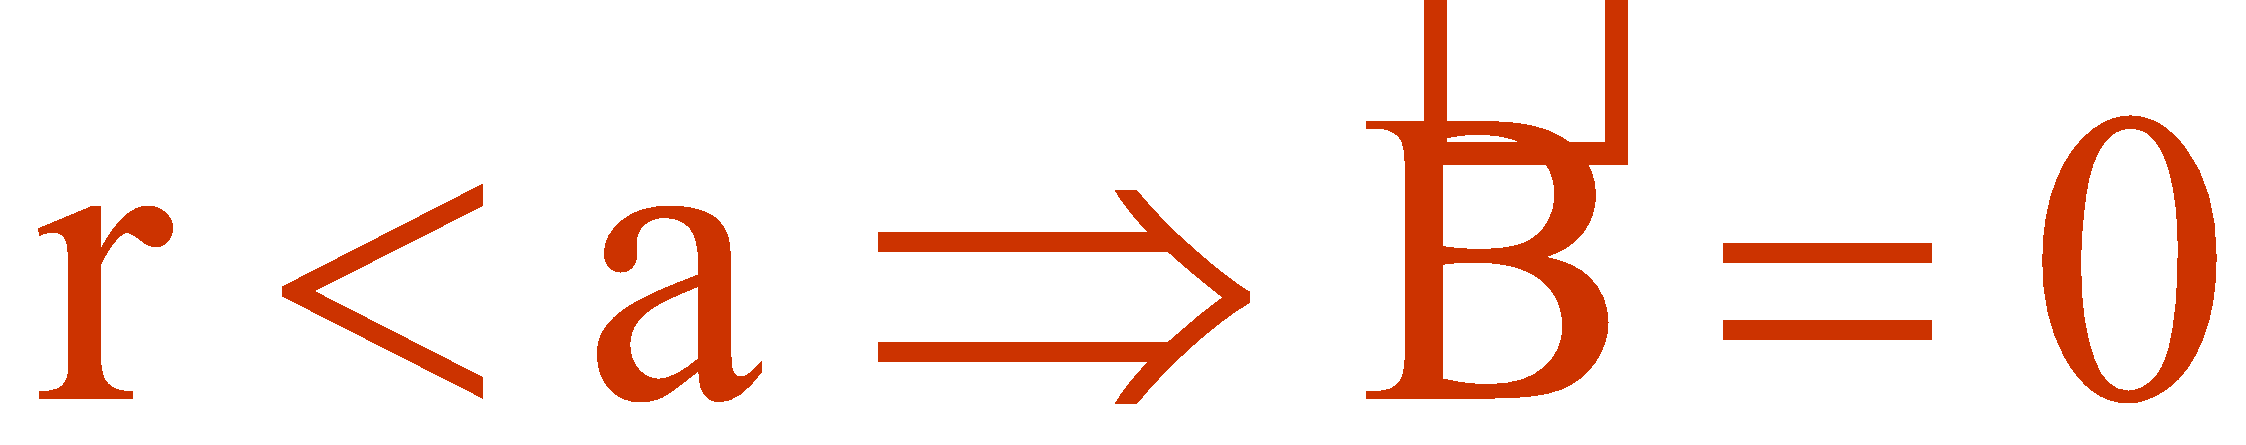 r < a ⇒ B = 0